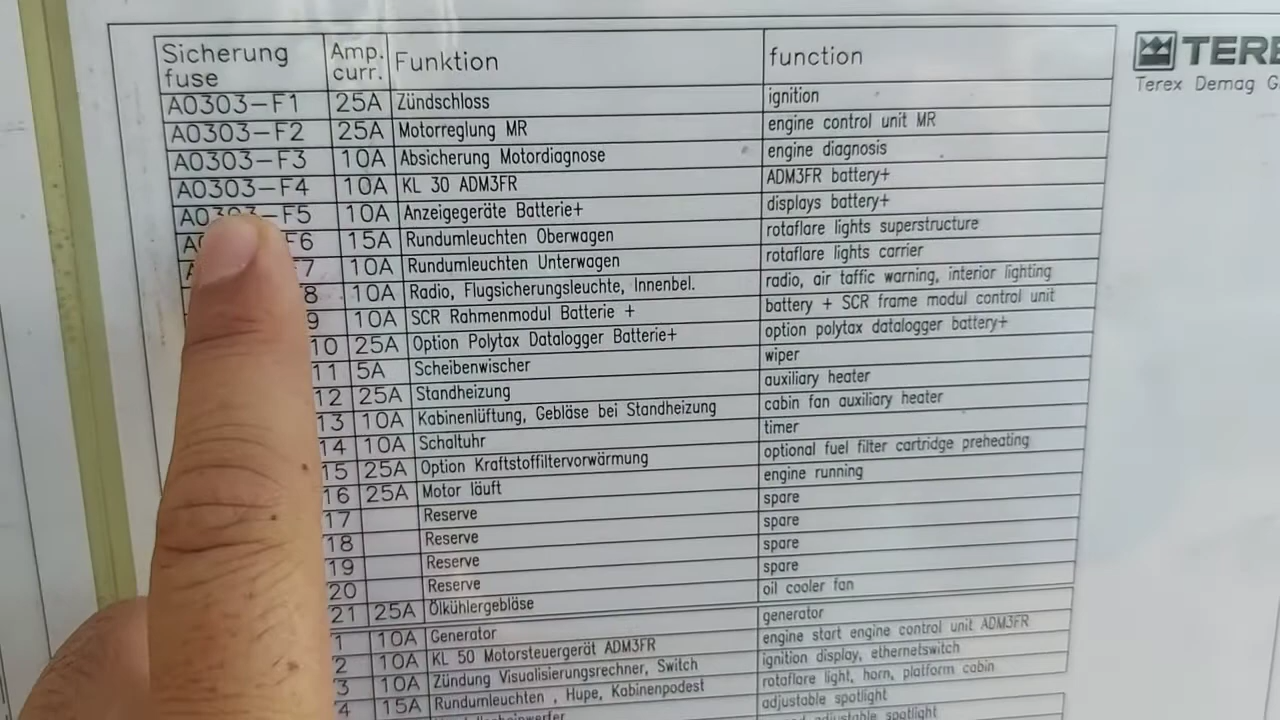 Sicherung fuse Amp. curr. Funktion function
TERE
Terex Demag G
A0303-F1 25A Zündschloss ignition
A0303-F2 25A Motorreglung MR engine control unit MR
A0303-F3 10A Absicherung Motordiagnose engine diagnosis
A0303-F4 10A KL 30 ADM3FR ADM3FR battery+
A0303-F5 10A Anzeigegeräte Batterie+ displays battery+
F6 15A Rundumleuchten Oberwagen rotaflare lights superstructure
7 10A Rundumleuchten Unterwagen rotaflare lights carrier
8 10A Radio, Flugsicherungsleuchte, Innenbel. radio, air taffic warning, interior lighting
9 10A SCR Rahmenmodul Batterie + battery + SCR frame modul control unit
10 25A Option Polytax Datalogger Batterie+ option polytax datalogger battery+
11 5A Scheibenwischer wiper
12 25A Standheizung auxiliary heater
13 10A Kabinenlüftung, Gebläse bei Standheizung cabin fan auxiliary heater
14 10A Schaltuhr timer
15 25A Option Kraftstoffiltervorwärmung optional fuel filter cartridge preheating
16 25A Motor läuft engine running
17 Reserve spare
18 Reserve spare
19 Reserve spare
20 Reserve spare
21 25A Ölkühlergebläse oil cooler fan
1 10A Generator generator
2 10A KL 50 Motorsteuergerät ADM3FR engine start engine control unit ADM3FR
3 10A Zündung Visualisierungsrechner, Switch ignition display, ethernetswitch
4 15A Rundumleuchten , Hupe, Kabinenpodest rotaflare light, horn, platform cabin
adjustable spotlight
adjustable spotlight